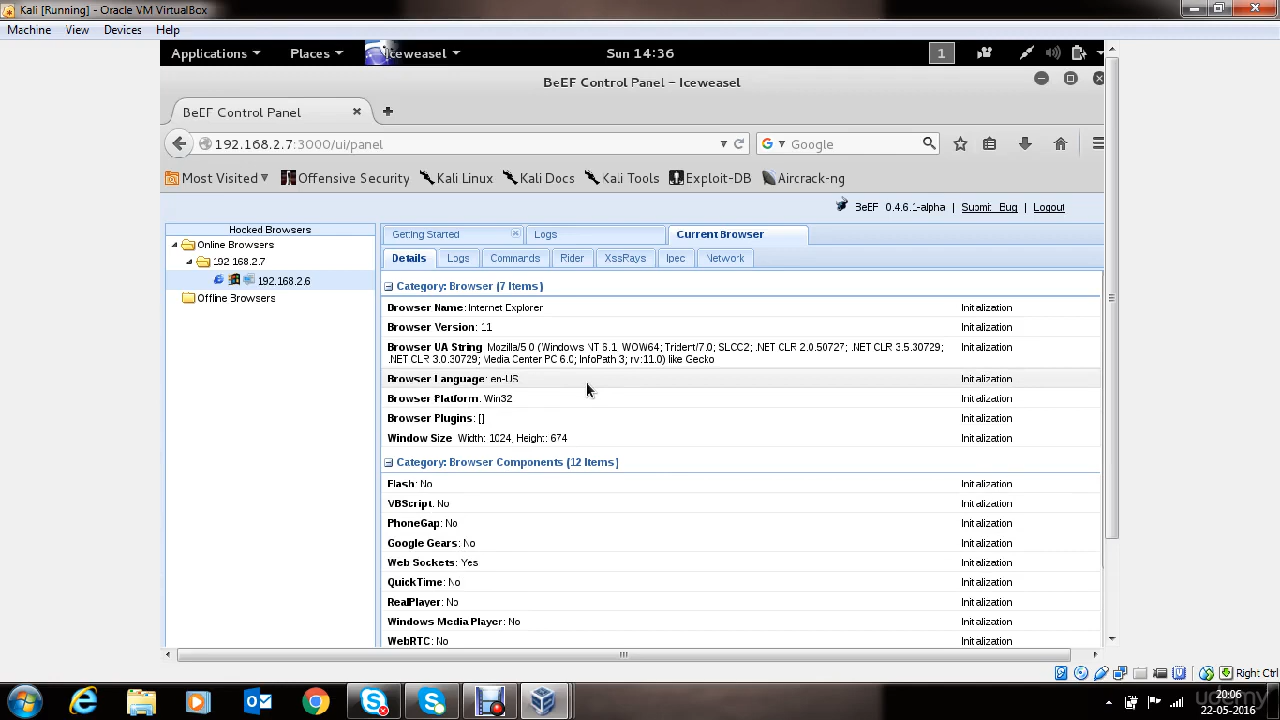 Kali [Running] - Oracle VM VirtualBox
Machine View Devices Help
Applications Places Iceweasel Sun 14:36 1
BeEF Control Panel - Iceweasel
BeEF Control Panel
192.168.2.7:3000/ui/panel Google
Most Visited Offensive Security Kali Linux Kali Docs Kali Tools Exploit-DB Aircrack-ng
BeEF 0.4.6.1-alpha | Submit Bug | Logout
Hooked Browsers
Online Browsers
192.168.2.7
192.168.2.6
Offline Browsers
Getting Started Logs Current Browser
Details Logs Commands Rider XssRays Ipec Network
Category: Browser (7 Items)
Browser Name: Internet Explorer Initialization
Browser Version: 11 Initialization
Browser UA String: Mozilla/5.0 (Windows NT 6.1; WOW64; Trident/7.0; SLCC2; .NET CLR 2.0.50727; .NET CLR 3.5.30729; Initialization
.NET CLR 3.0.30729; Media Center PC 6.0; InfoPath.3; rv:11.0) like Gecko
Browser Language: en-US Initialization
Browser Platform: Win32 Initialization
Browser Plugins: [] Initialization
Window Size: Width: 1024, Height: 674 Initialization
Category: Browser Components (12 Items)
Flash: No Initialization
VBScript: No Initialization
PhoneGap: No Initialization
Google Gears: No Initialization
Web Sockets: Yes Initialization
QuickTime: No Initialization
RealPlayer: No Initialization
Windows Media Player: No Initialization
WebRTC: No Initialization
Right Ctrl
20:06
22-05-2016
udemy